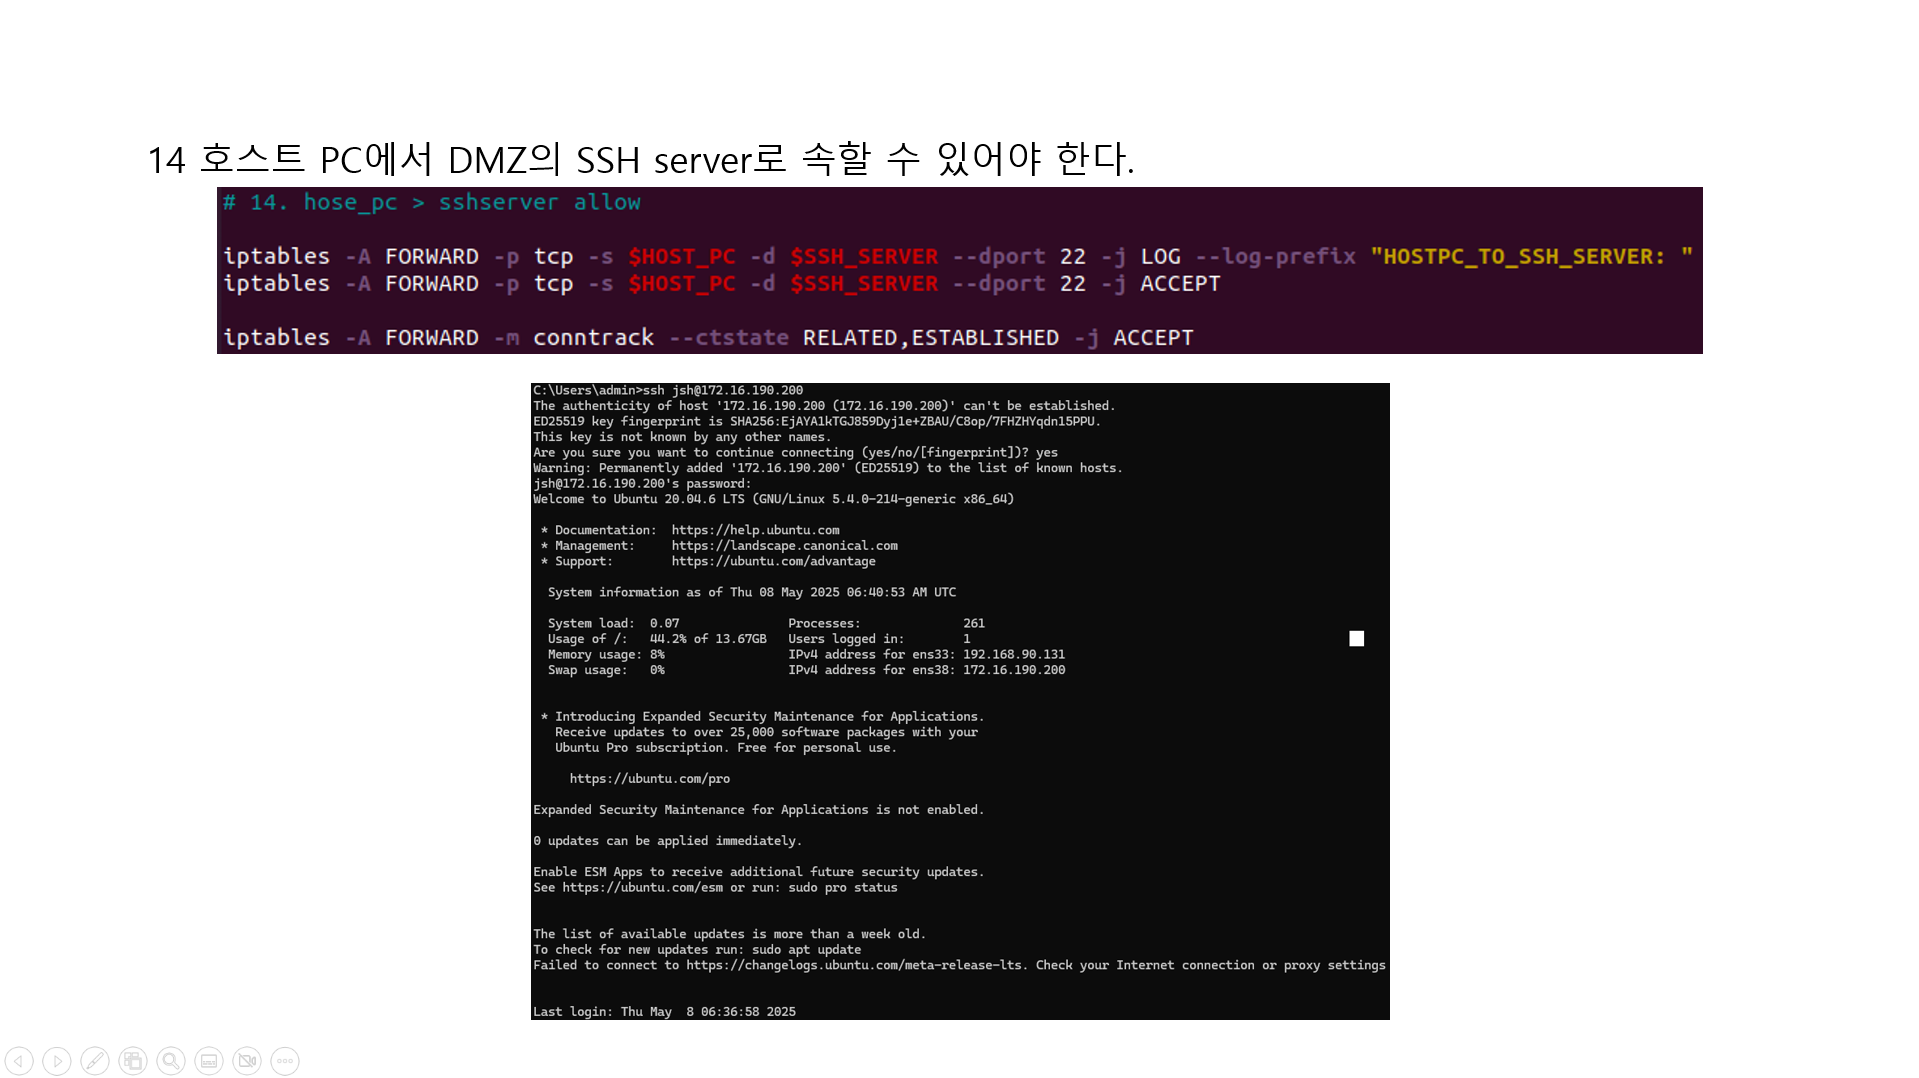 14 호스트 PC에서 DMZ의 SSH server로 속할 수 있어야 한다.
# 14. hose_pc > sshserver allow
iptables -A FORWARD -p tcp -s $HOST_PC -d $SSH_SERVER --dport 22 -j LOG --log-prefix "HOSTPC_TO_SSH_SERVER: "
iptables -A FORWARD -p tcp -s $HOST_PC -d $SSH_SERVER --dport 22 -j ACCEPT
iptables -A FORWARD -m conntrack --ctstate RELATED,ESTABLISHED -j ACCEPT
C:\Users\admin>ssh jsh@172.16.190.200
The authenticity of host '172.16.190.200 (172.16.190.200)' can't be established.
ED25519 key fingerprint is SHA256:EjAYA1kTGJ859Dyj1e+ZBAU/C8op/7FHZHYqdn15PPU.
This key is not known by any other names.
Are you sure you want to continue connecting (yes/no/[fingerprint])? yes
Warning: Permanently added '172.16.190.200' (ED25519) to the list of known hosts.
jsh@172.16.190.200's password:
Welcome to Ubuntu 20.04.6 LTS (GNU/Linux 5.4.0-214-generic x86_64)
* Documentation: https://help.ubuntu.com
* Management: https://landscape.canonical.com
* Support: https://ubuntu.com/advantage
System information as of Thu 08 May 2025 06:40:53 AM UTC
System load: 0.07 Processes: 261
Usage of /: 44.2% of 13.67GB Users logged in: 1
Memory usage: 8% IPv4 address for ens33: 192.168.90.131
Swap usage: 0% IPv4 address for ens38: 172.16.190.200
* Introducing Expanded Security Maintenance for Applications.
Receive updates to over 25,000 software packages with your
Ubuntu Pro subscription. Free for personal use.
https://ubuntu.com/pro
Expanded Security Maintenance for Applications is not enabled.
0 updates can be applied immediately.
Enable ESM Apps to receive additional future security updates.
See https://ubuntu.com/esm or run: sudo pro status
The list of available updates is more than a week old.
To check for new updates run: sudo apt update
Failed to connect to https://changelogs.ubuntu.com/meta-release-lts. Check your Internet connection or proxy settings
Last login: Thu May 8 06:36:58 2025